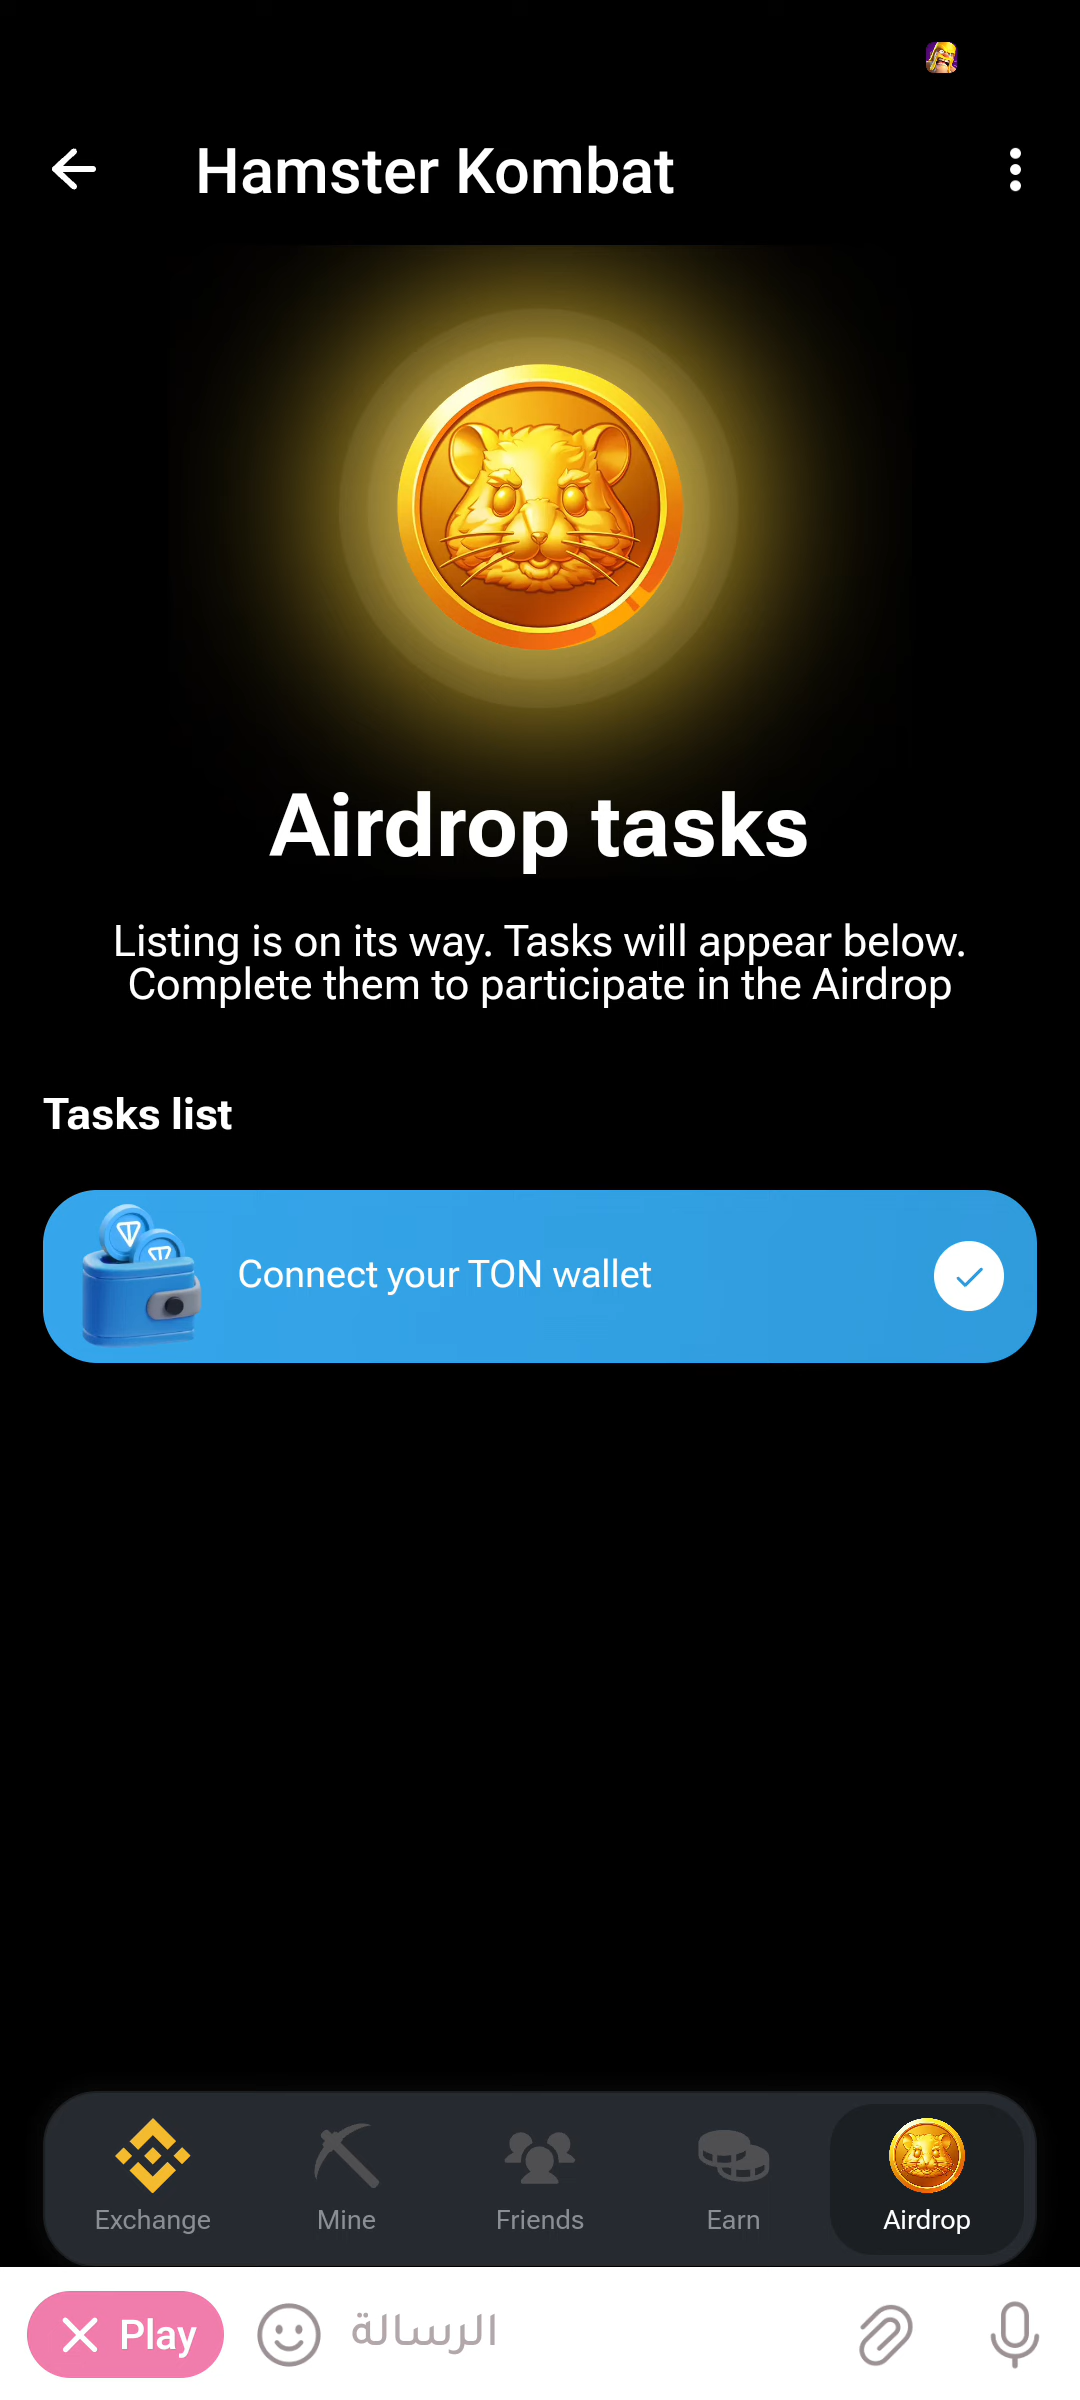 Hamster Kombat
Airdrop tasks
Listing is on its way. Tasks will appear below.
Complete them to participate in the Airdrop
Tasks list
Connect your TON wallet
Exchange
Mine
Friends
Earn
Airdrop
Play
الرسالة